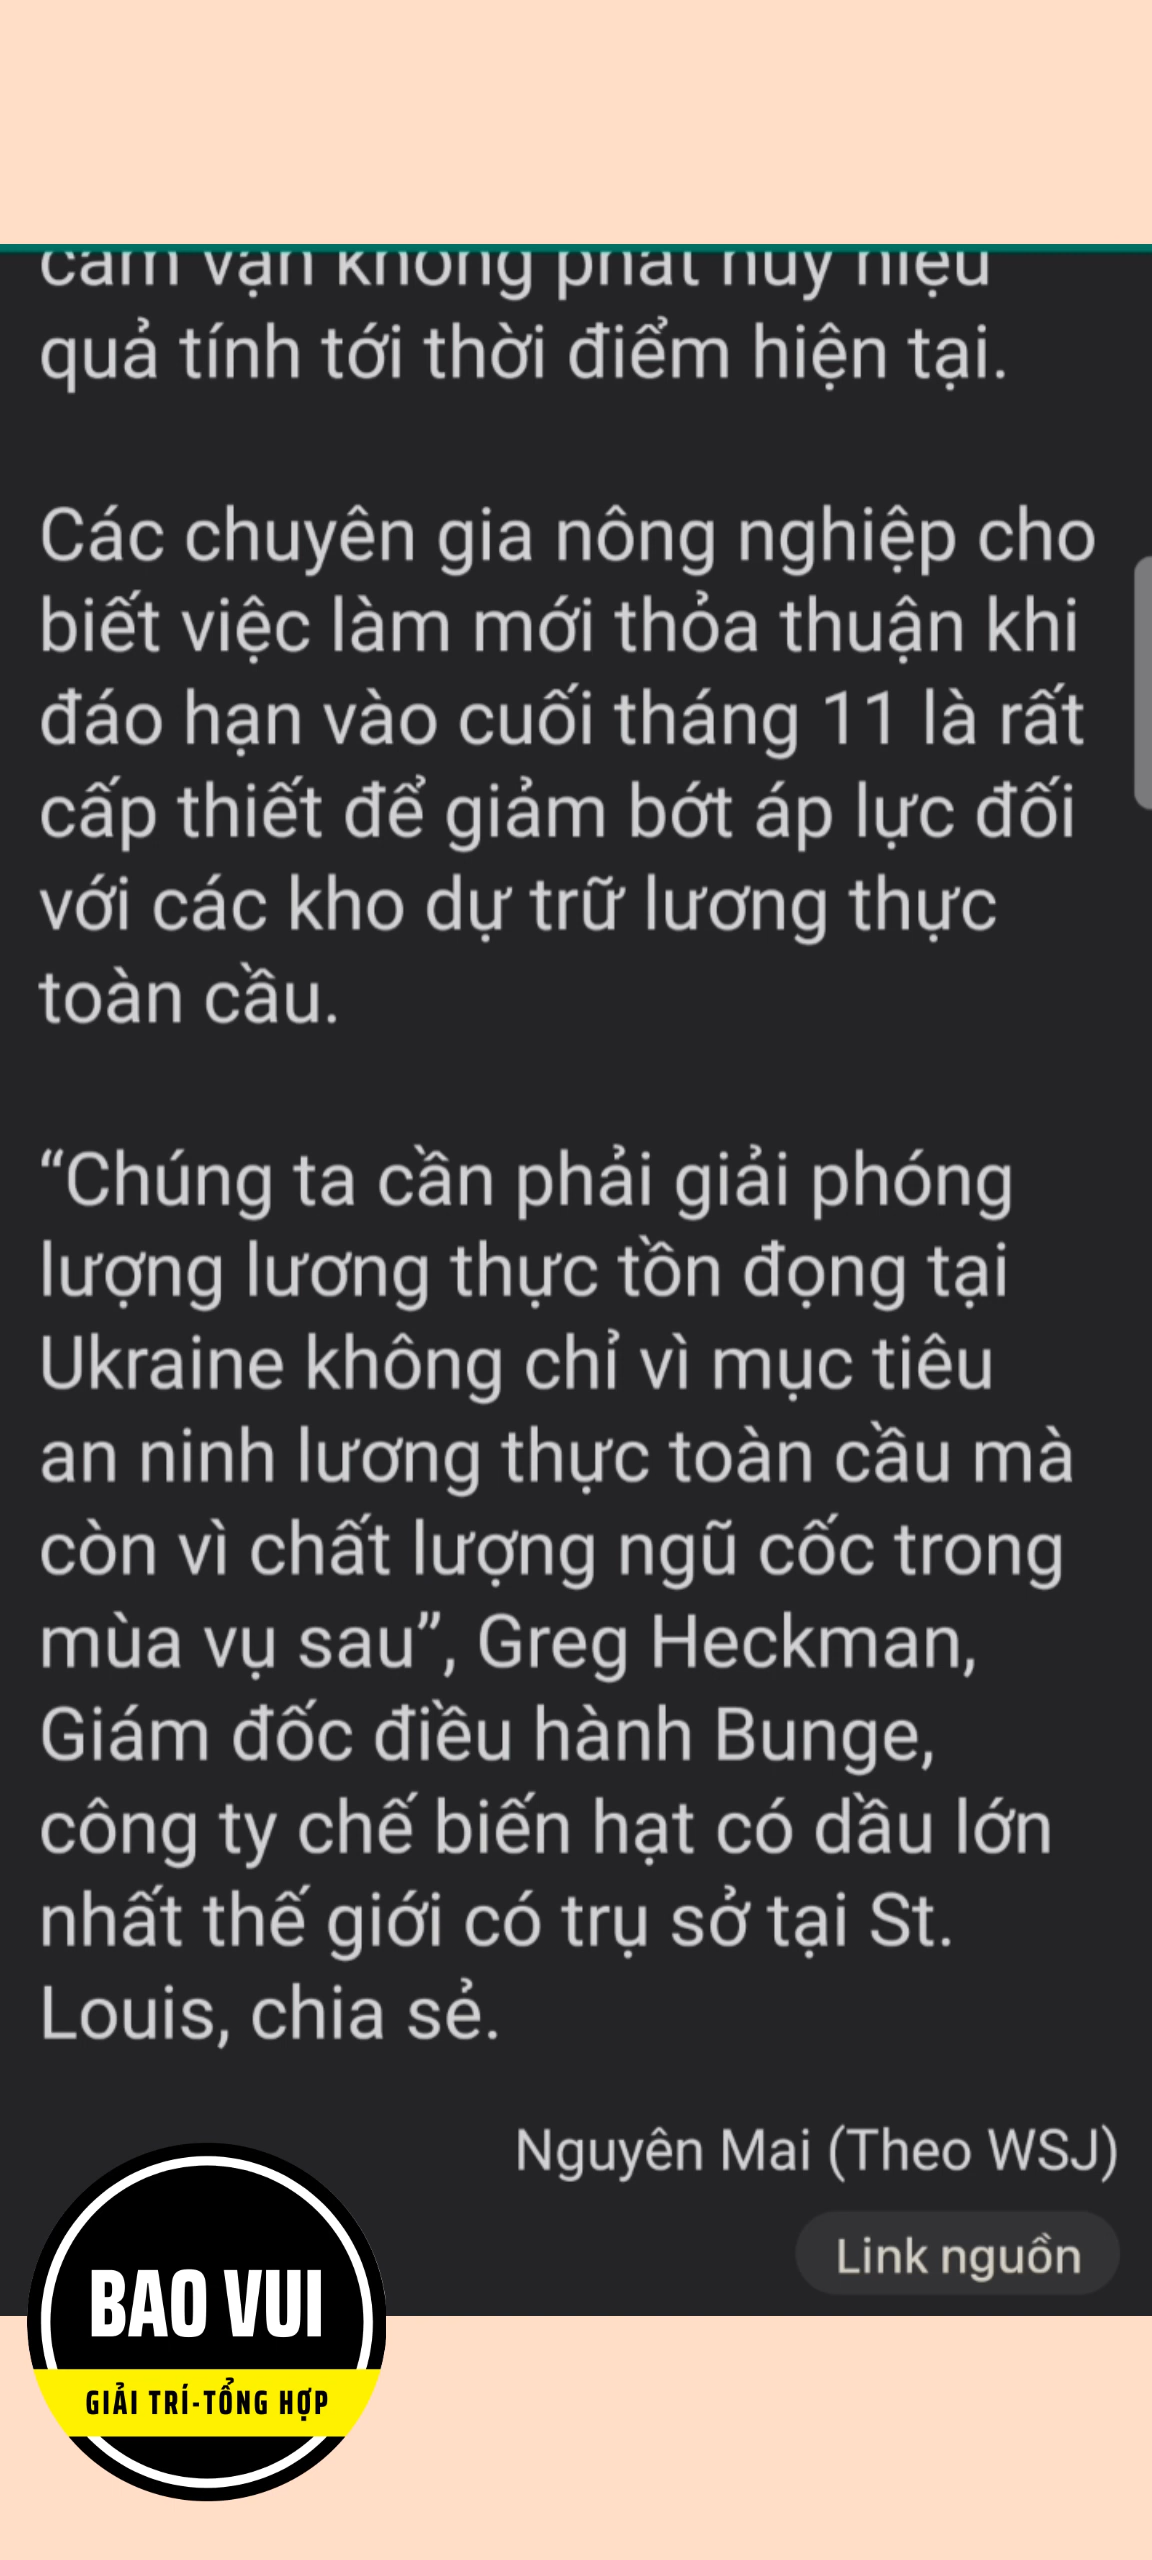 cấm vận không phát huy hiệu
quả tính tới thời điểm hiện tại.
Các chuyên gia nông nghiệp cho
biết việc làm mới thỏa thuận khi
đáo hạn vào cuối tháng 11 là rất
cấp thiết để giảm bớt áp lực đối
với các kho dự trữ lương thực
toàn cầu.
“Chúng ta cần phải giải phóng
lượng lương thực tồn đọng tại
Ukraine không chỉ vì mục tiêu
an ninh lương thực toàn cầu mà
còn vì chất lượng ngũ cốc trong
mùa vụ sau”, Greg Heckman,
Giám đốc điều hành Bunge,
công ty chế biến hạt có dầu lớn
nhất thế giới có trụ sở tại St.
Louis, chia sẻ.
Nguyên Mai (Theo WSJ)
Link nguồn
BAO VUI
GIẢI TRÍ-TỔNG HỢP